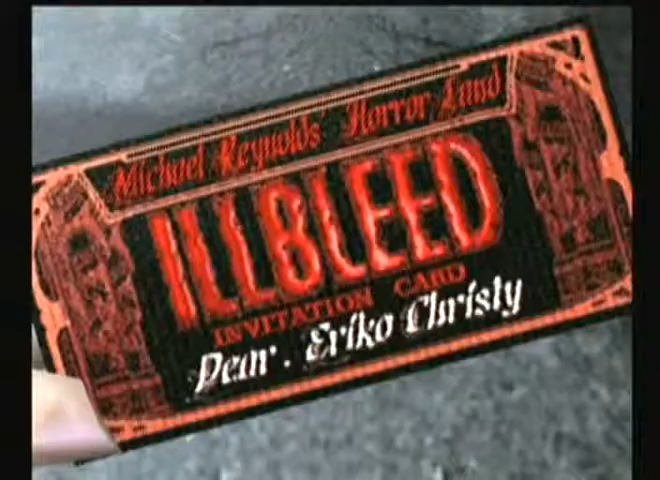 Michael Reynolds' Horror Land
ILLBLEED
INVITATION CARD
Dear. Eriko Christy